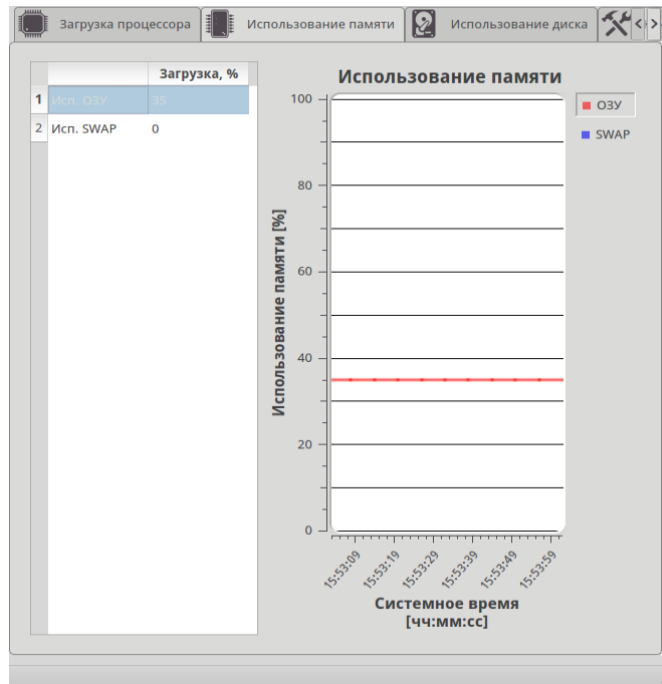 Загрузка процессора
Использование памяти
Использование диска
Загрузка, %
1 Исп. ОЗУ 35
2 Исп. SWAP 0
Использование памяти
ОЗУ
SWAP
Использование памяти [%]
100
80
60
40
20
0
15:53:09 15:53:19 15:53:29 15:53:39 15:53:49 15:53:59
Системное время
[чч:мм:сс]